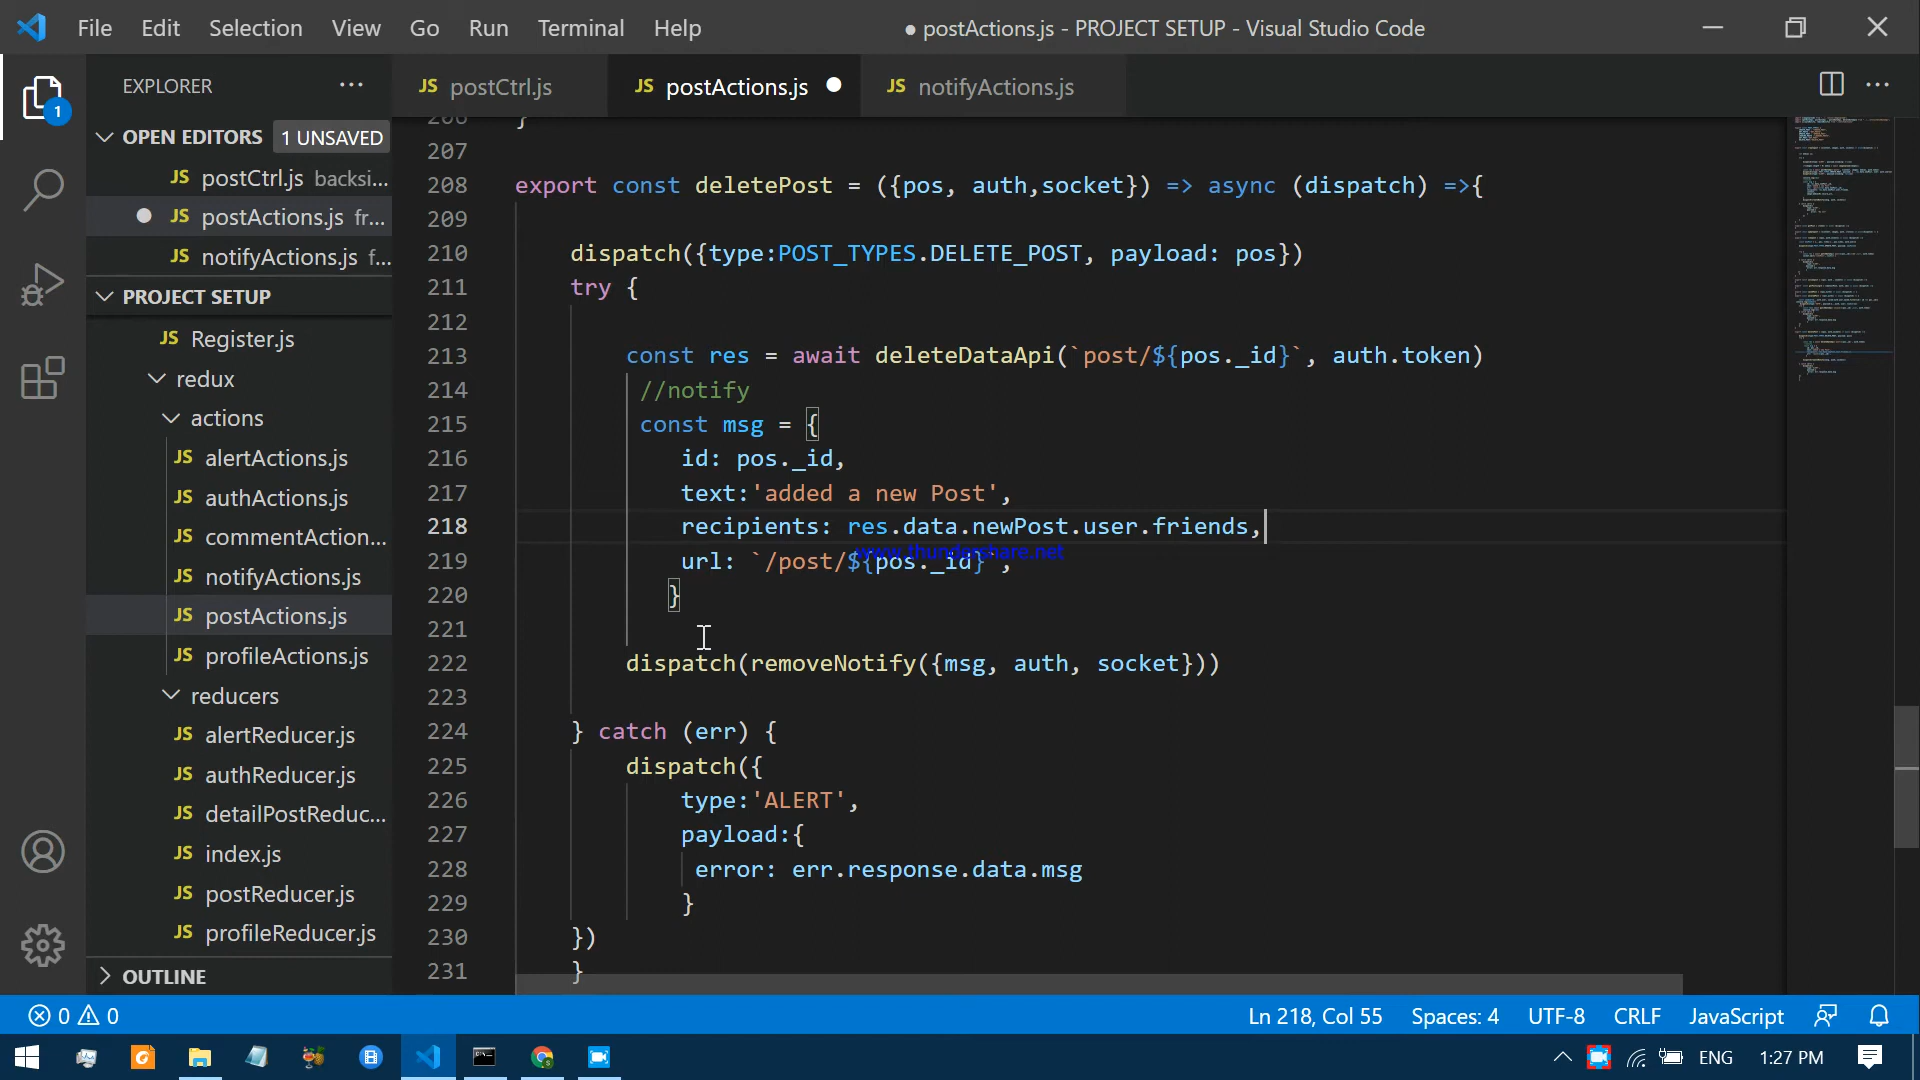 File Edit Selection View Go Run Terminal Help
● postActions.js - PROJECT SETUP - Visual Studio Code
EXPLORER
JS postCtrl.js
JS postActions.js
JS notifyActions.js
OPEN EDITORS 1 UNSAVED
JS postCtrl.js backsi...
JS postActions.js fr...
JS notifyActions.js f...
PROJECT SETUP
JS Register.js
redux
actions
JS alertActions.js
JS authActions.js
JS commentAction...
JS notifyActions.js
JS postActions.js
JS profileActions.js
reducers
JS alertReducer.js
JS authReducer.js
JS detailPostReduc...
JS index.js
JS postReducer.js
JS profileReducer.js
OUTLINE
1
206 }
207
208 export const deletePost = ({pos, auth,socket}) => async (dispatch) =>{
209
210 dispatch({type:POST_TYPES.DELETE_POST, payload: pos})
211 try {
212
213 const res = await deleteDataApi(`post/${pos._id}`, auth.token)
214 //notify
215 const msg = {
216 id: pos._id,
217 text:'added a new Post',
218 recipients: res.data.newPost.user.friends,
www.thundershare.net
219 url: `/post/${pos._id}`,
220 }
221
222 dispatch(removeNotify({msg, auth, socket}))
223
224 } catch (err) {
225 dispatch({
226 type:'ALERT',
227 payload:{
228 error: err.response.data.msg
229 }
230 })
231 }
0 0
Ln 218, Col 55 Spaces: 4 UTF-8 CRLF JavaScript
ENG 1:27 PM